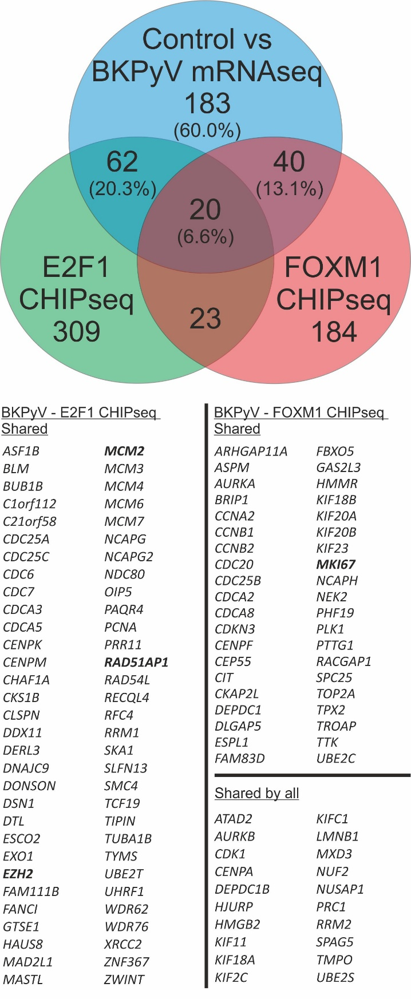 Control vs
BKPyV mRNAseq
183
(60.0%)
62
(20.3%)
40
(13.1%)
20
(6.6%)
E2F1
CHIPseq
309
FOXM1
CHIPseq
184
23
BKPyV - E2F1 CHIPseq
Shared
ASF1B MCM2
BLM MCM3
BUB1B MCM4
C1orf112 MCM6
C21orf58 MCM7
CDC25A NCAPG
CDC25C NCAPG2
CDC6 NDC80
CDC7 OIP5
CDCA3 PAQR4
CDCA5 PCNA
CENPK PRR11
CENPM RAD51AP1
CHAF1A RAD54L
CKS1B RECQL4
CLSPN RFC4
DDX11 RRM1
DERL3 SKA1
DNAJC9 SLFN13
DONSON SMC4
DSN1 TCF19
DTL TIPIN
ESCO2 TUBA1B
EXO1 TYMS
EZH2 UBE2T
FAM111B UHRF1
FANCI WDR62
GTSE1 WDR76
HAUS8 XRCC2
MAD2L1 ZNF367
MASTL ZWINT
BKPyV - FOXM1 CHIPseq
Shared
ARHGAP11A FBXO5
ASPM GAS2L3
AURKA HMMR
BRIP1 KIF18B
CCNA2 KIF20A
CCNB1 KIF20B
CCNB2 KIF23
CDC20 MKI67
CDC25B NCAPH
CDCA2 NEK2
CDCA8 PHF19
CDKN3 PLK1
CENPF PTTG1
CEP55 RACGAP1
CIT SPC25
CKAP2L TOP2A
DEPDC1 TPX2
DLGAP5 TROAP
ESPL1 TTK
FAM83D UBE2C
Shared by all
ATAD2 KIFC1
AURKB LMNB1
CDK1 MXD3
CENPA NUF2
DEPDC1B NUSAP1
HJURP PRC1
HMGB2 RRM2
KIF11 SPAG5
KIF18A TMPO
KIF2C UBE2S